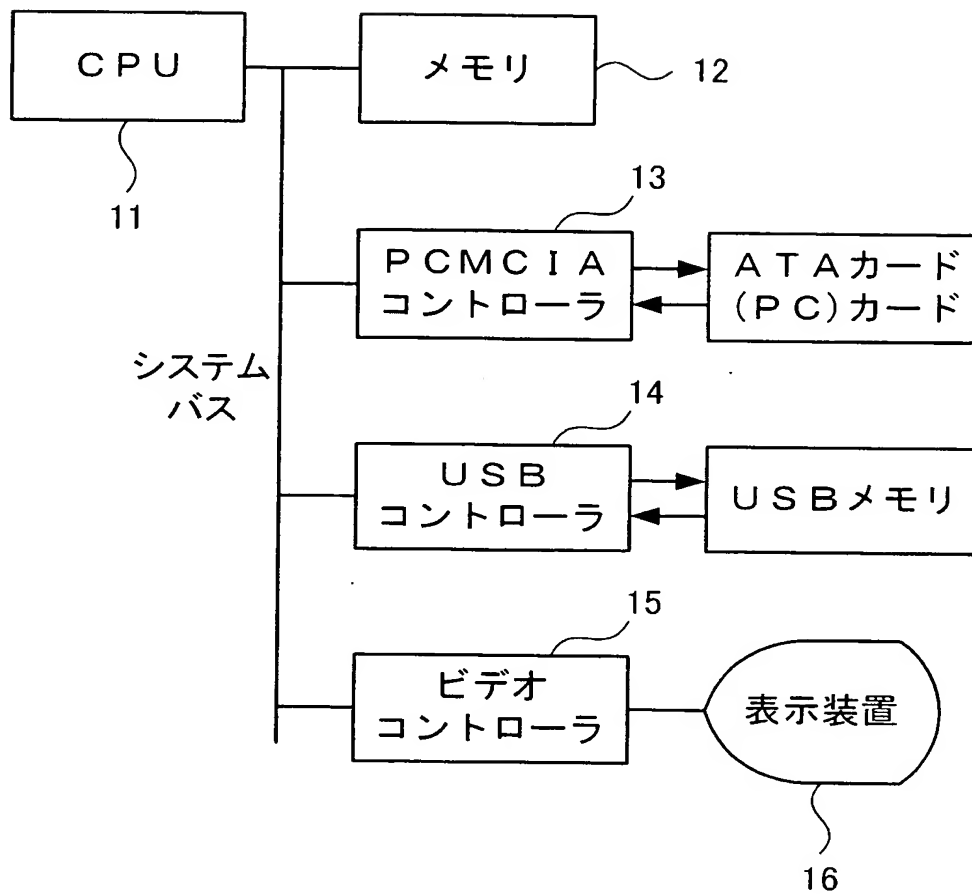 ＣＰＵ
メモリ
12
11
13
ＰＣＭＣＩＡ
コントローラ
ＡＴＡカード
(ＰＣ)カード
システム
バス
14
ＵＳＢ
コントローラ
ＵＳＢメモリ
15
ビデオ
コントローラ
表示装置
16